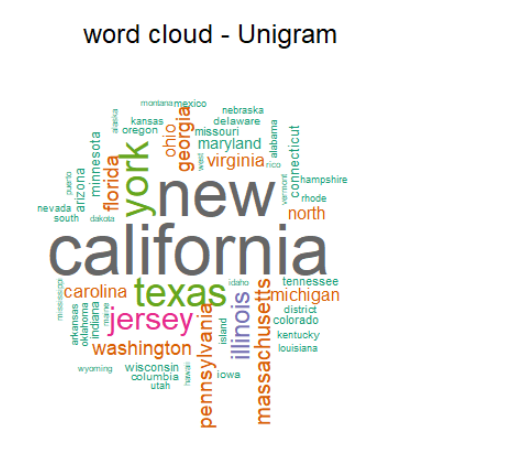 word cloud - Unigram
montana
mexico
nebraska
alaska
kansas
delaware
oregon
ohio
georgia
missouri
maryland
alabama
connecticut
minnesota
york
west
virginia
rico
puerto
arizona
florida
new
vermont
hampshire
rhode
nevada
south
dakota
north
california
mississippi
carolina
texas
idaho
tennessee
michigan
massachusetts
arkansas
oklahoma
indiana
maine
jersey
pennsylvania
island
illinois
district
colorado
washington
kentucky
louisiana
wyoming
wisconsin
columbia
utah
hawaii
iowa